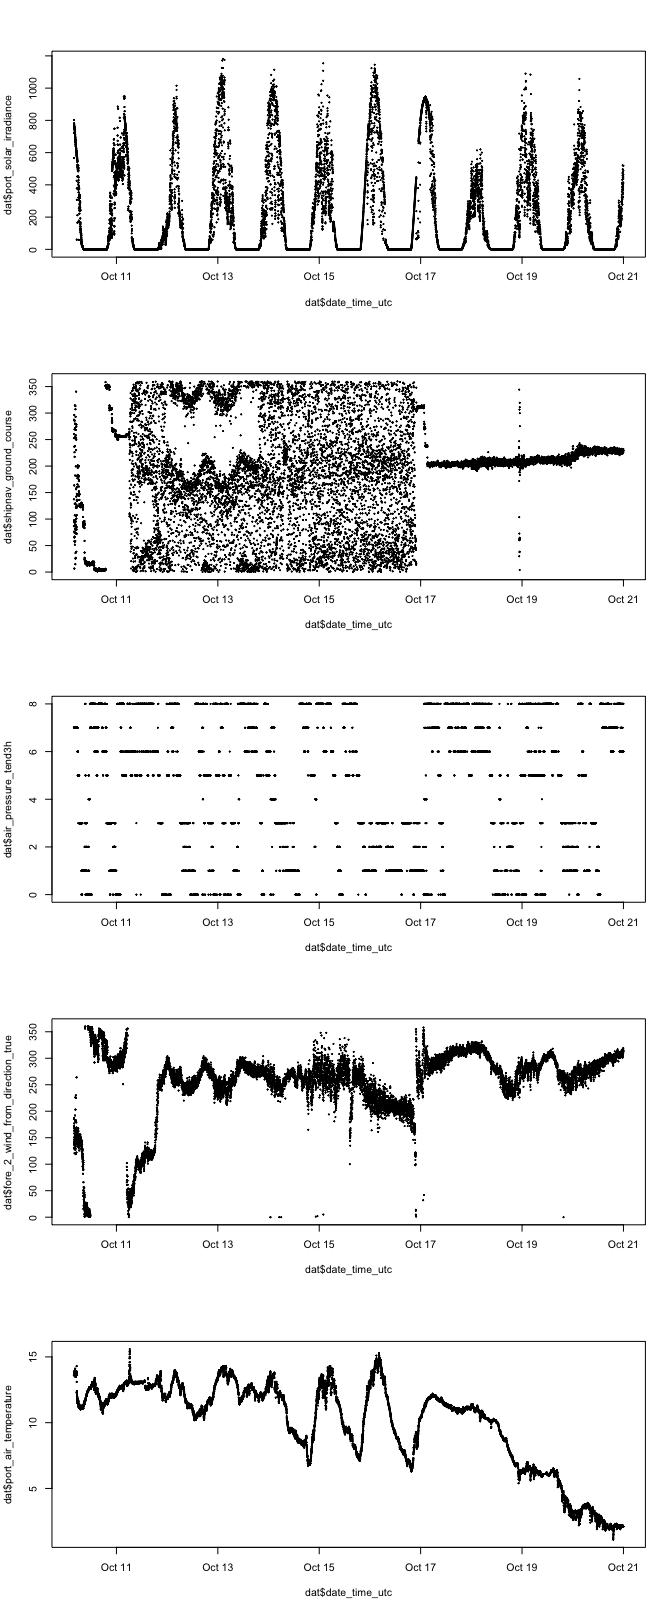 dat$port_solar_irradiance
0 200 400 600 800 1000
Oct 11 Oct 13 Oct 15 Oct 17 Oct 19 Oct 21
dat$date_time_utc
dat$shipnav_ground_course
0 50 100 150 200 250 300 350
Oct 11 Oct 13 Oct 15 Oct 17 Oct 19 Oct 21
dat$date_time_utc
dat$air_pressure_tend3h
0 2 4 6 8
Oct 11 Oct 13 Oct 15 Oct 17 Oct 19 Oct 21
dat$date_time_utc
dat$fore_2_wind_from_direction_true
0 50 100 150 200 250 300 350
Oct 11 Oct 13 Oct 15 Oct 17 Oct 19 Oct 21
dat$date_time_utc
dat$port_air_temperature
5 10 15
Oct 11 Oct 13 Oct 15 Oct 17 Oct 19 Oct 21
dat$date_time_utc